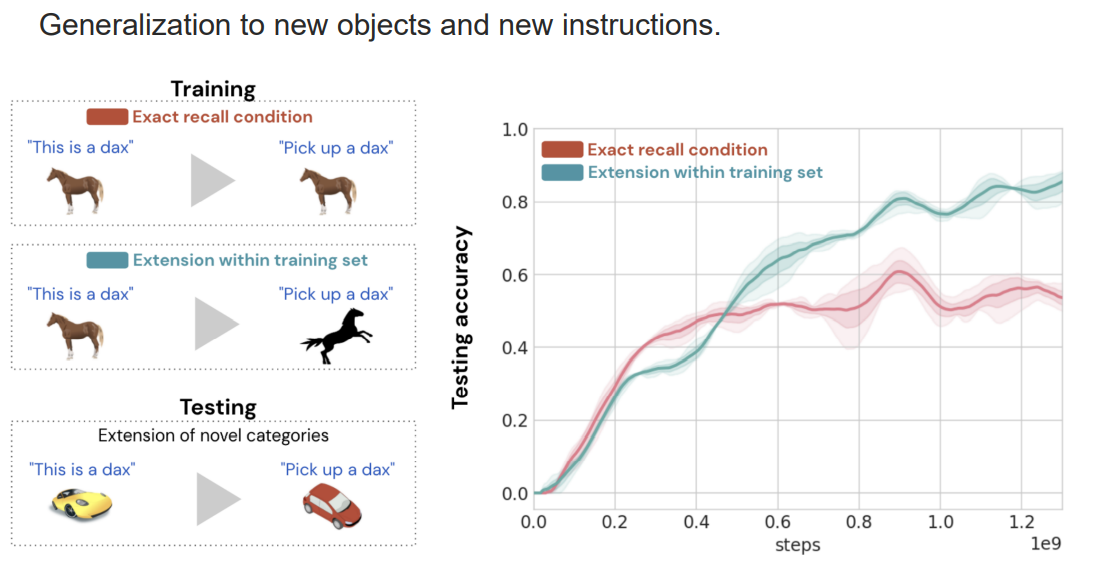 Generalization to new objects and new instructions.
Training
Exact recall condition
"This is a dax"
"Pick up a dax"
Extension within training set
"This is a dax"
"Pick up a dax"
Testing
Extension of novel categories
"This is a dax"
"Pick up a dax"
Exact recall condition
Extension within training set
Testing accuracy
1.0
0.8
0.6
0.4
0.2
0.0
0.0 0.2 0.4 0.6 0.8 1.0 1.2
steps
1e9